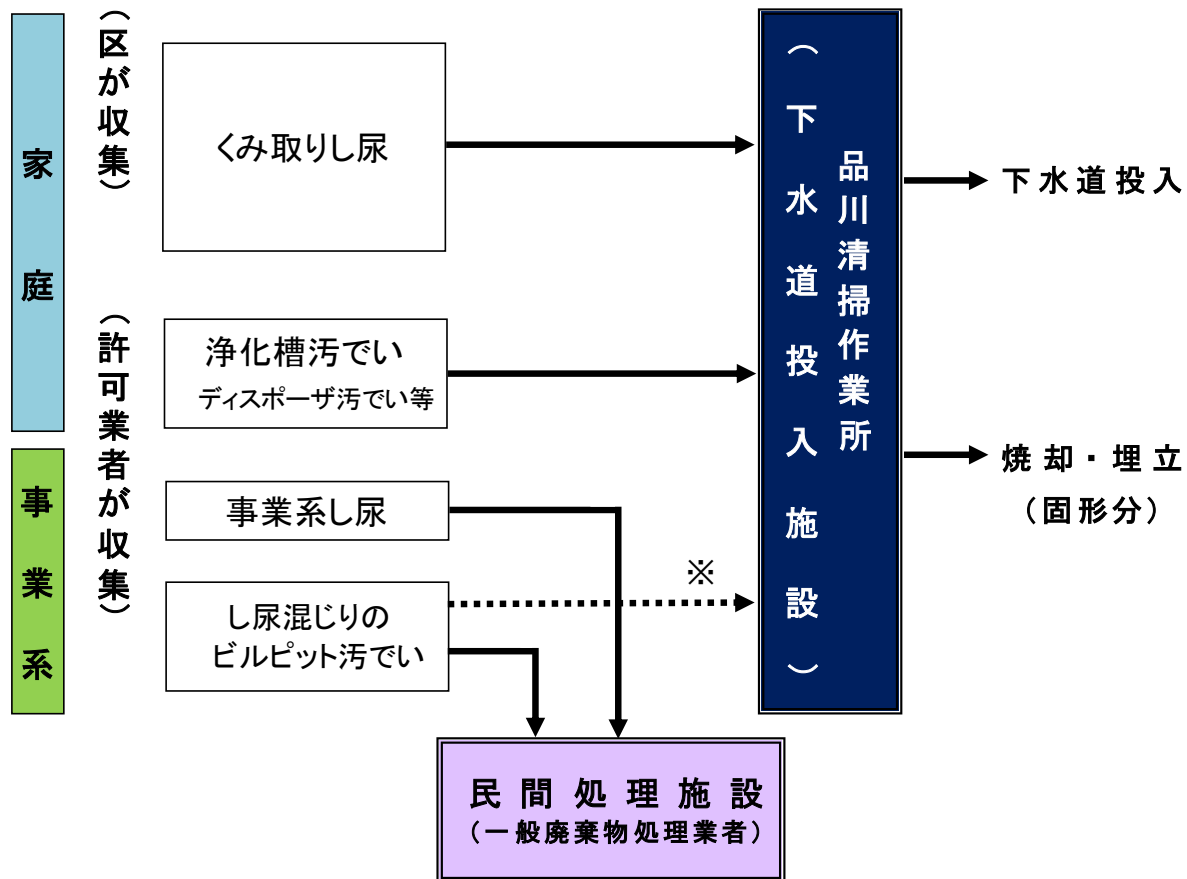 家庭
（区が収集）
くみ取りし尿
（許可業者が収集）
浄化槽汚でい
ディスポーザ汚でい等
事業系
事業系し尿
し尿混じりの
ビルピット汚でい
※
品川清掃作業所
（下水道投入施設）
下水道投入
焼却・埋立
（固形分）
民間処理施設
（一般廃棄物処理業者）